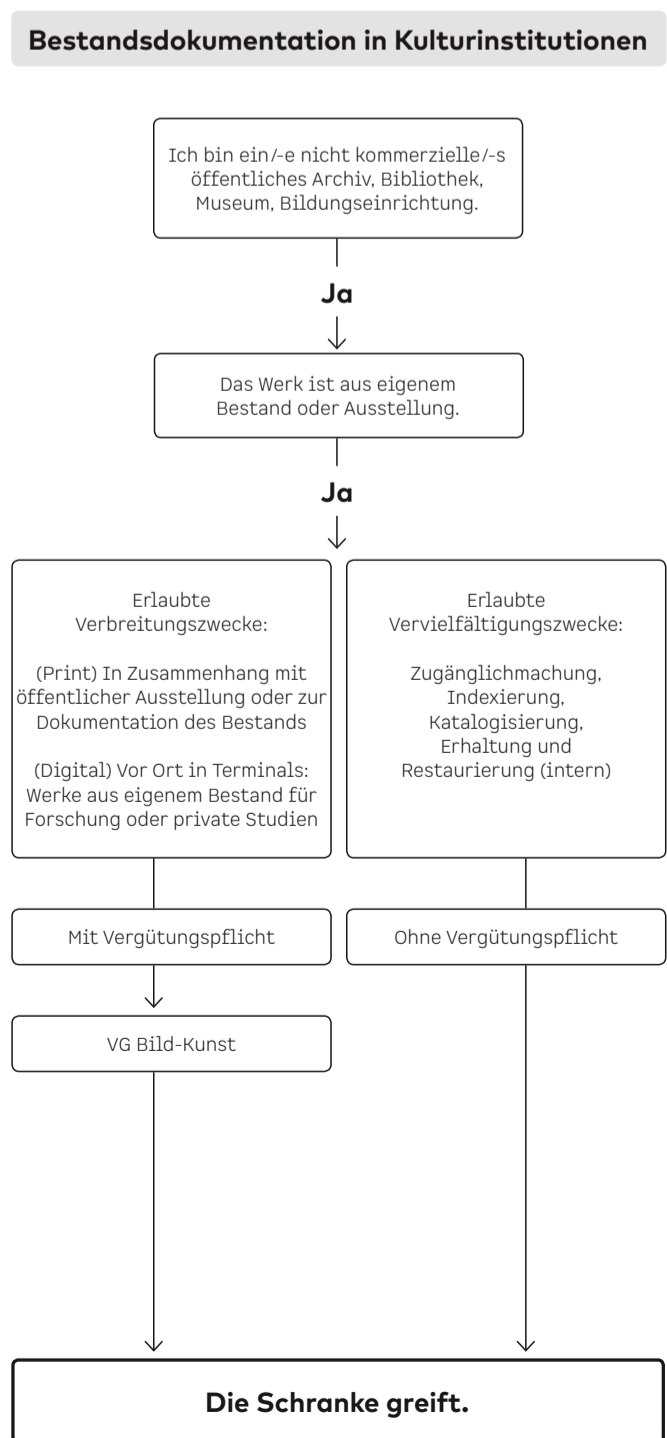 Bestandsdokumentation in Kulturinstitutionen
Ich bin ein/-e nicht kommerzielle/-s
öffentliches Archiv, Bibliothek,
Museum, Bildungseinrichtung.
Ja
Das Werk ist aus eigenem
Bestand oder Ausstellung.
Ja
Erlaubte
Verbreitungszwecke:
(Print) In Zusammenhang mit
öffentlicher Ausstellung oder zur
Dokumentation des Bestands
(Digital) Vor Ort in Terminals:
Werke aus eigenem Bestand für
Forschung oder private Studien
Erlaubte
Vervielfältigungszwecke:
Zugänglichmachung,
Indexierung,
Katalogisierung,
Erhaltung und
Restaurierung (intern)
Mit Vergütungspflicht
Ohne Vergütungspflicht
VG Bild-Kunst
Die Schranke greift.